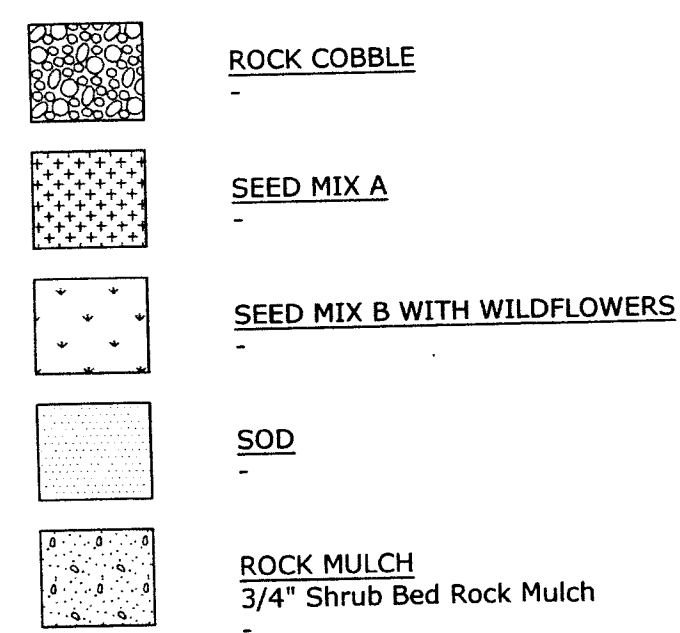 ROCK COBBLE
-
SEED MIX A
-
SEED MIX B WITH WILDFLOWERS
-
SOD
-
ROCK MULCH
3/4" Shrub Bed Rock Mulch
-